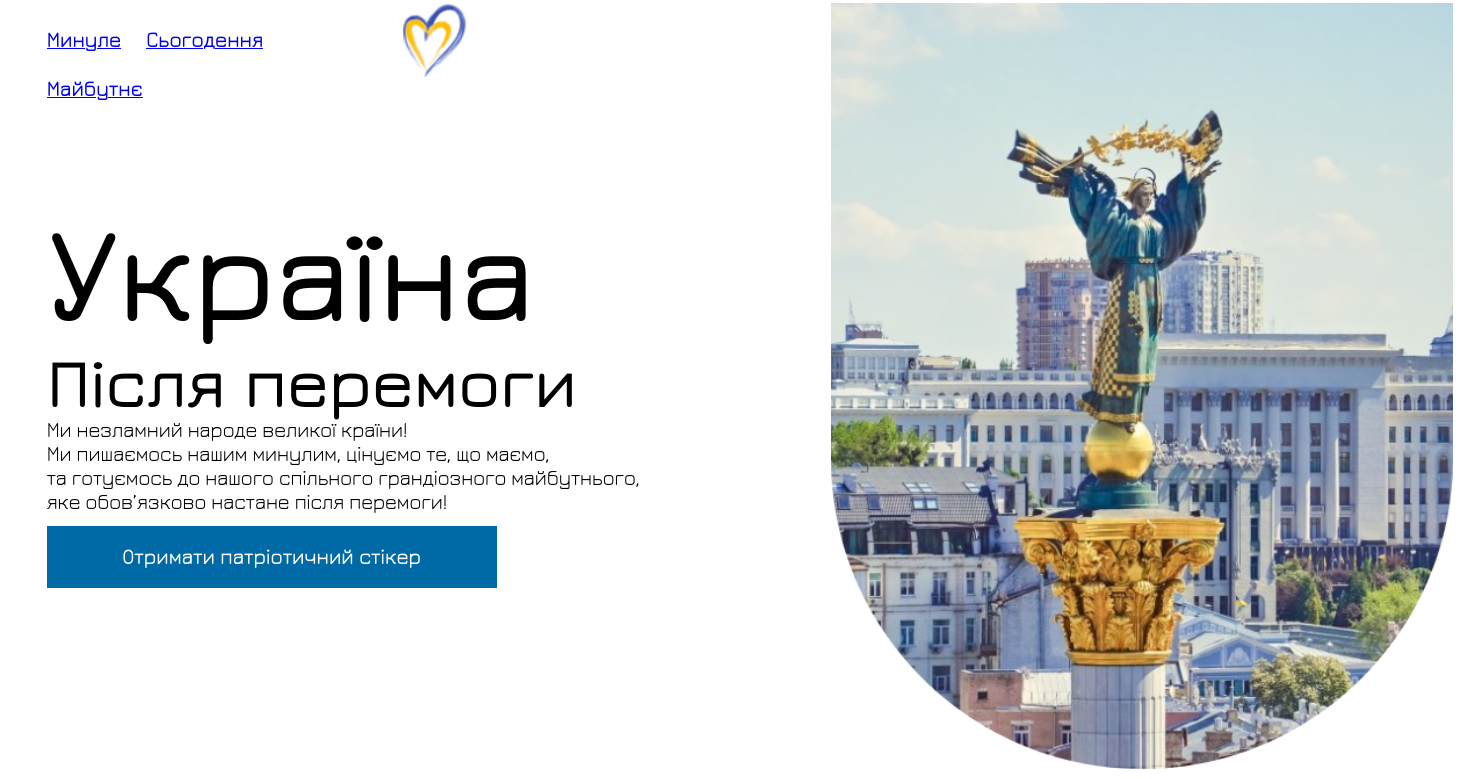 Минуле Сьогодення
Майбутнє
Україна
Після перемоги
Ми незламний народе великої країни!
Ми пишаємось нашим минулим, цінуємо те, що маємо,
та готуємось до нашого спільного грандіозного майбутнього,
яке обов’язково настане після перемоги!
Отримати патріотичний стікер